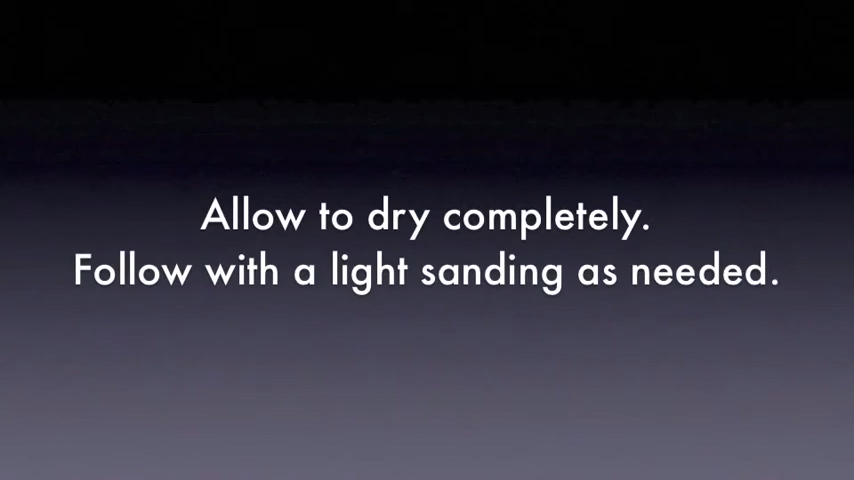 Allow to dry completely.
Follow with a light sanding as needed.